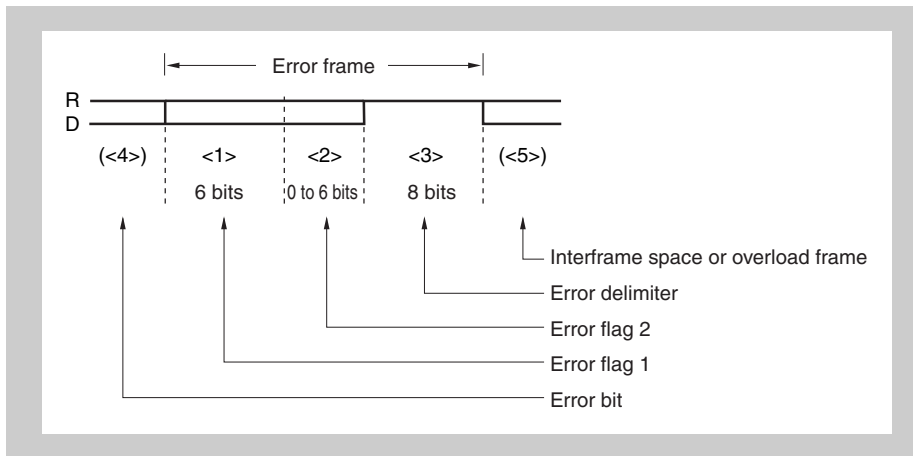 Error frame
R
D
(<4>) <1> <2> <3> (<5>)
6 bits 0 to 6 bits 8 bits
Interframe space or overload frame
Error delimiter
Error flag 2
Error flag 1
Error bit